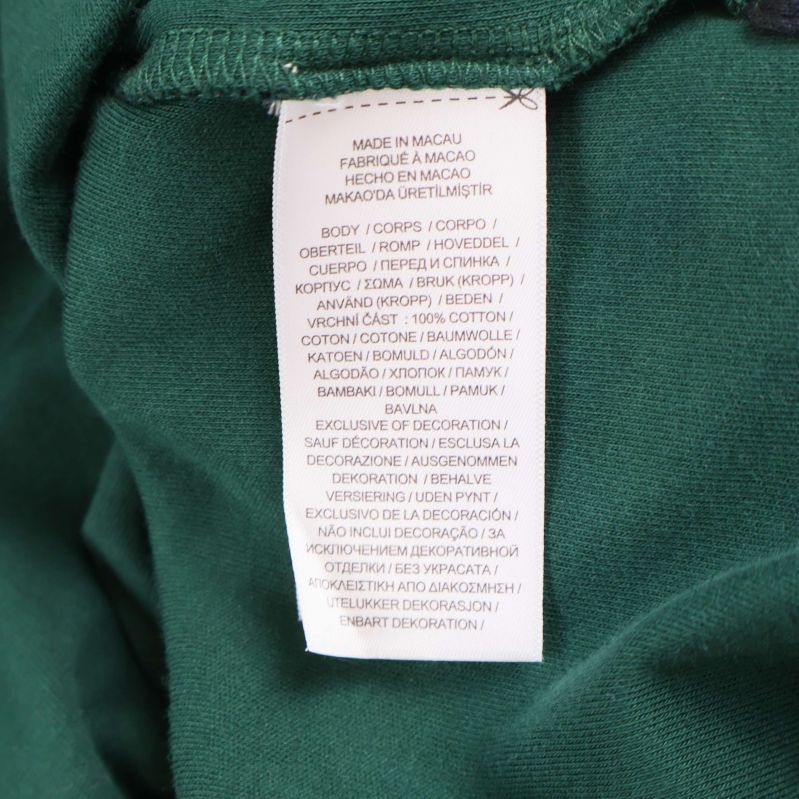 MADE IN MACAU
FABRIQUÉ À MACAO
HECHO EN MACAO
MAKAO'DA ÜRETİLMİŞTİR
BODY / CORPS / CORPO /
OBERTEIL / ROMP / HOVEDDEL /
CUERPO / ПЕРЕД И СПИНКА /
КОРПУС / ΣΩΜΑ / BRUK (KROPP) /
ANVÄND (KROPP) / BEDEN /
VRCHNÍ ČÁST : 100% COTTON /
COTON / COTONE / BAUMWOLLE /
KATOEN / BOMULD / ALGODÓN /
ALGODÃO / ХЛОПОК / ПАМУК /
BAMBAKI / BOMULL / PAMUK /
BAVLNA
EXCLUSIVE OF DECORATION /
SAUF DÉCORATION / ESCLUSA LA
DECORAZIONE / AUSGENOMMEN
DEKORATION / BEHALVE
VERSIERING / UDEN PYNT /
EXCLUSIVO DE LA DECORACIÓN /
NÃO INCLUI DECORAÇÃO / ЗА
ИСКЛЮЧЕНИЕМ ДЕКОРАТИВНОЙ
ОТДЕЛКИ / БЕЗ УКРАСАТА /
ΑΠΟΚΛΕΙΣΤΙΚΗ ΑΠΟ ΔΙΑΚΟΣΜΗΣΗ /
UTELUKKER DEKORASJON /
ENBART DEKORATION /